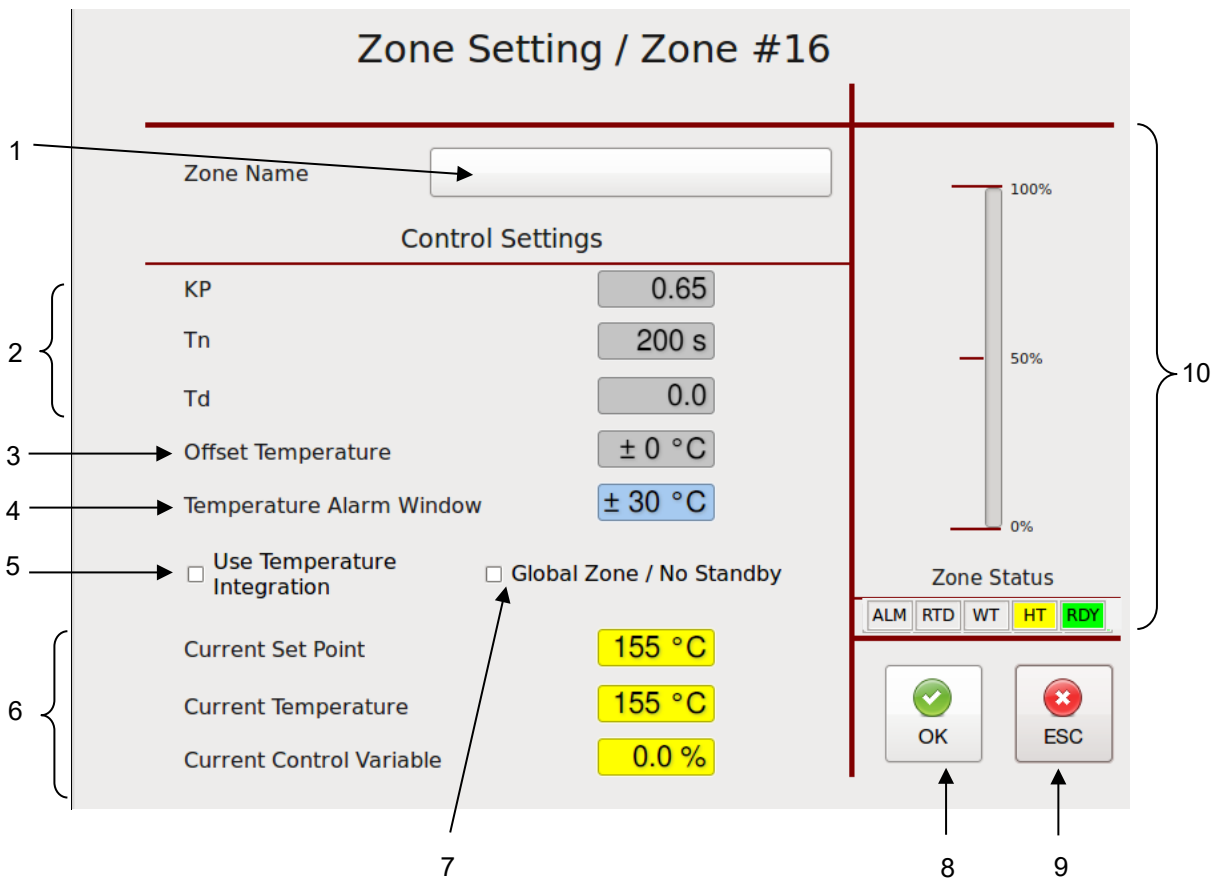 Zone Setting / Zone #16
1
Zone Name
Control Settings
2
KP 0.65
Tn 200 s
Td 0.0
3
Offset Temperature ± 0 °C
4
Temperature Alarm Window ± 30 °C
5
Use Temperature
Integration
Global Zone / No Standby
6
Current Set Point 155 °C
Current Temperature 155 °C
Current Control Variable 0.0 %
100%
50%
0%
10
Zone Status
ALM RTD WT HT RDY
OK
ESC
7
8
9